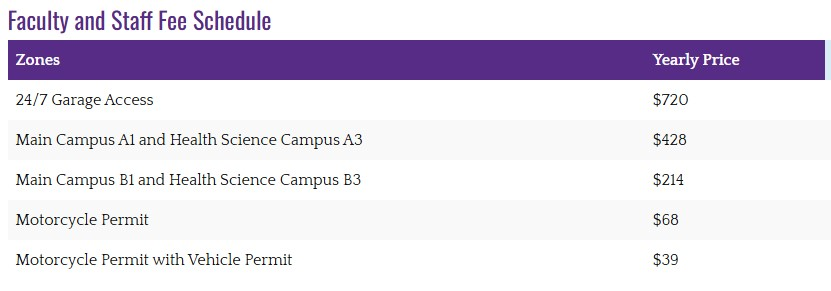 Faculty and Staff Fee Schedule
Zones Yearly Price
24/7 Garage Access $720
Main Campus A1 and Health Science Campus A3 $428
Main Campus B1 and Health Science Campus B3 $214
Motorcycle Permit $68
Motorcycle Permit with Vehicle Permit $39